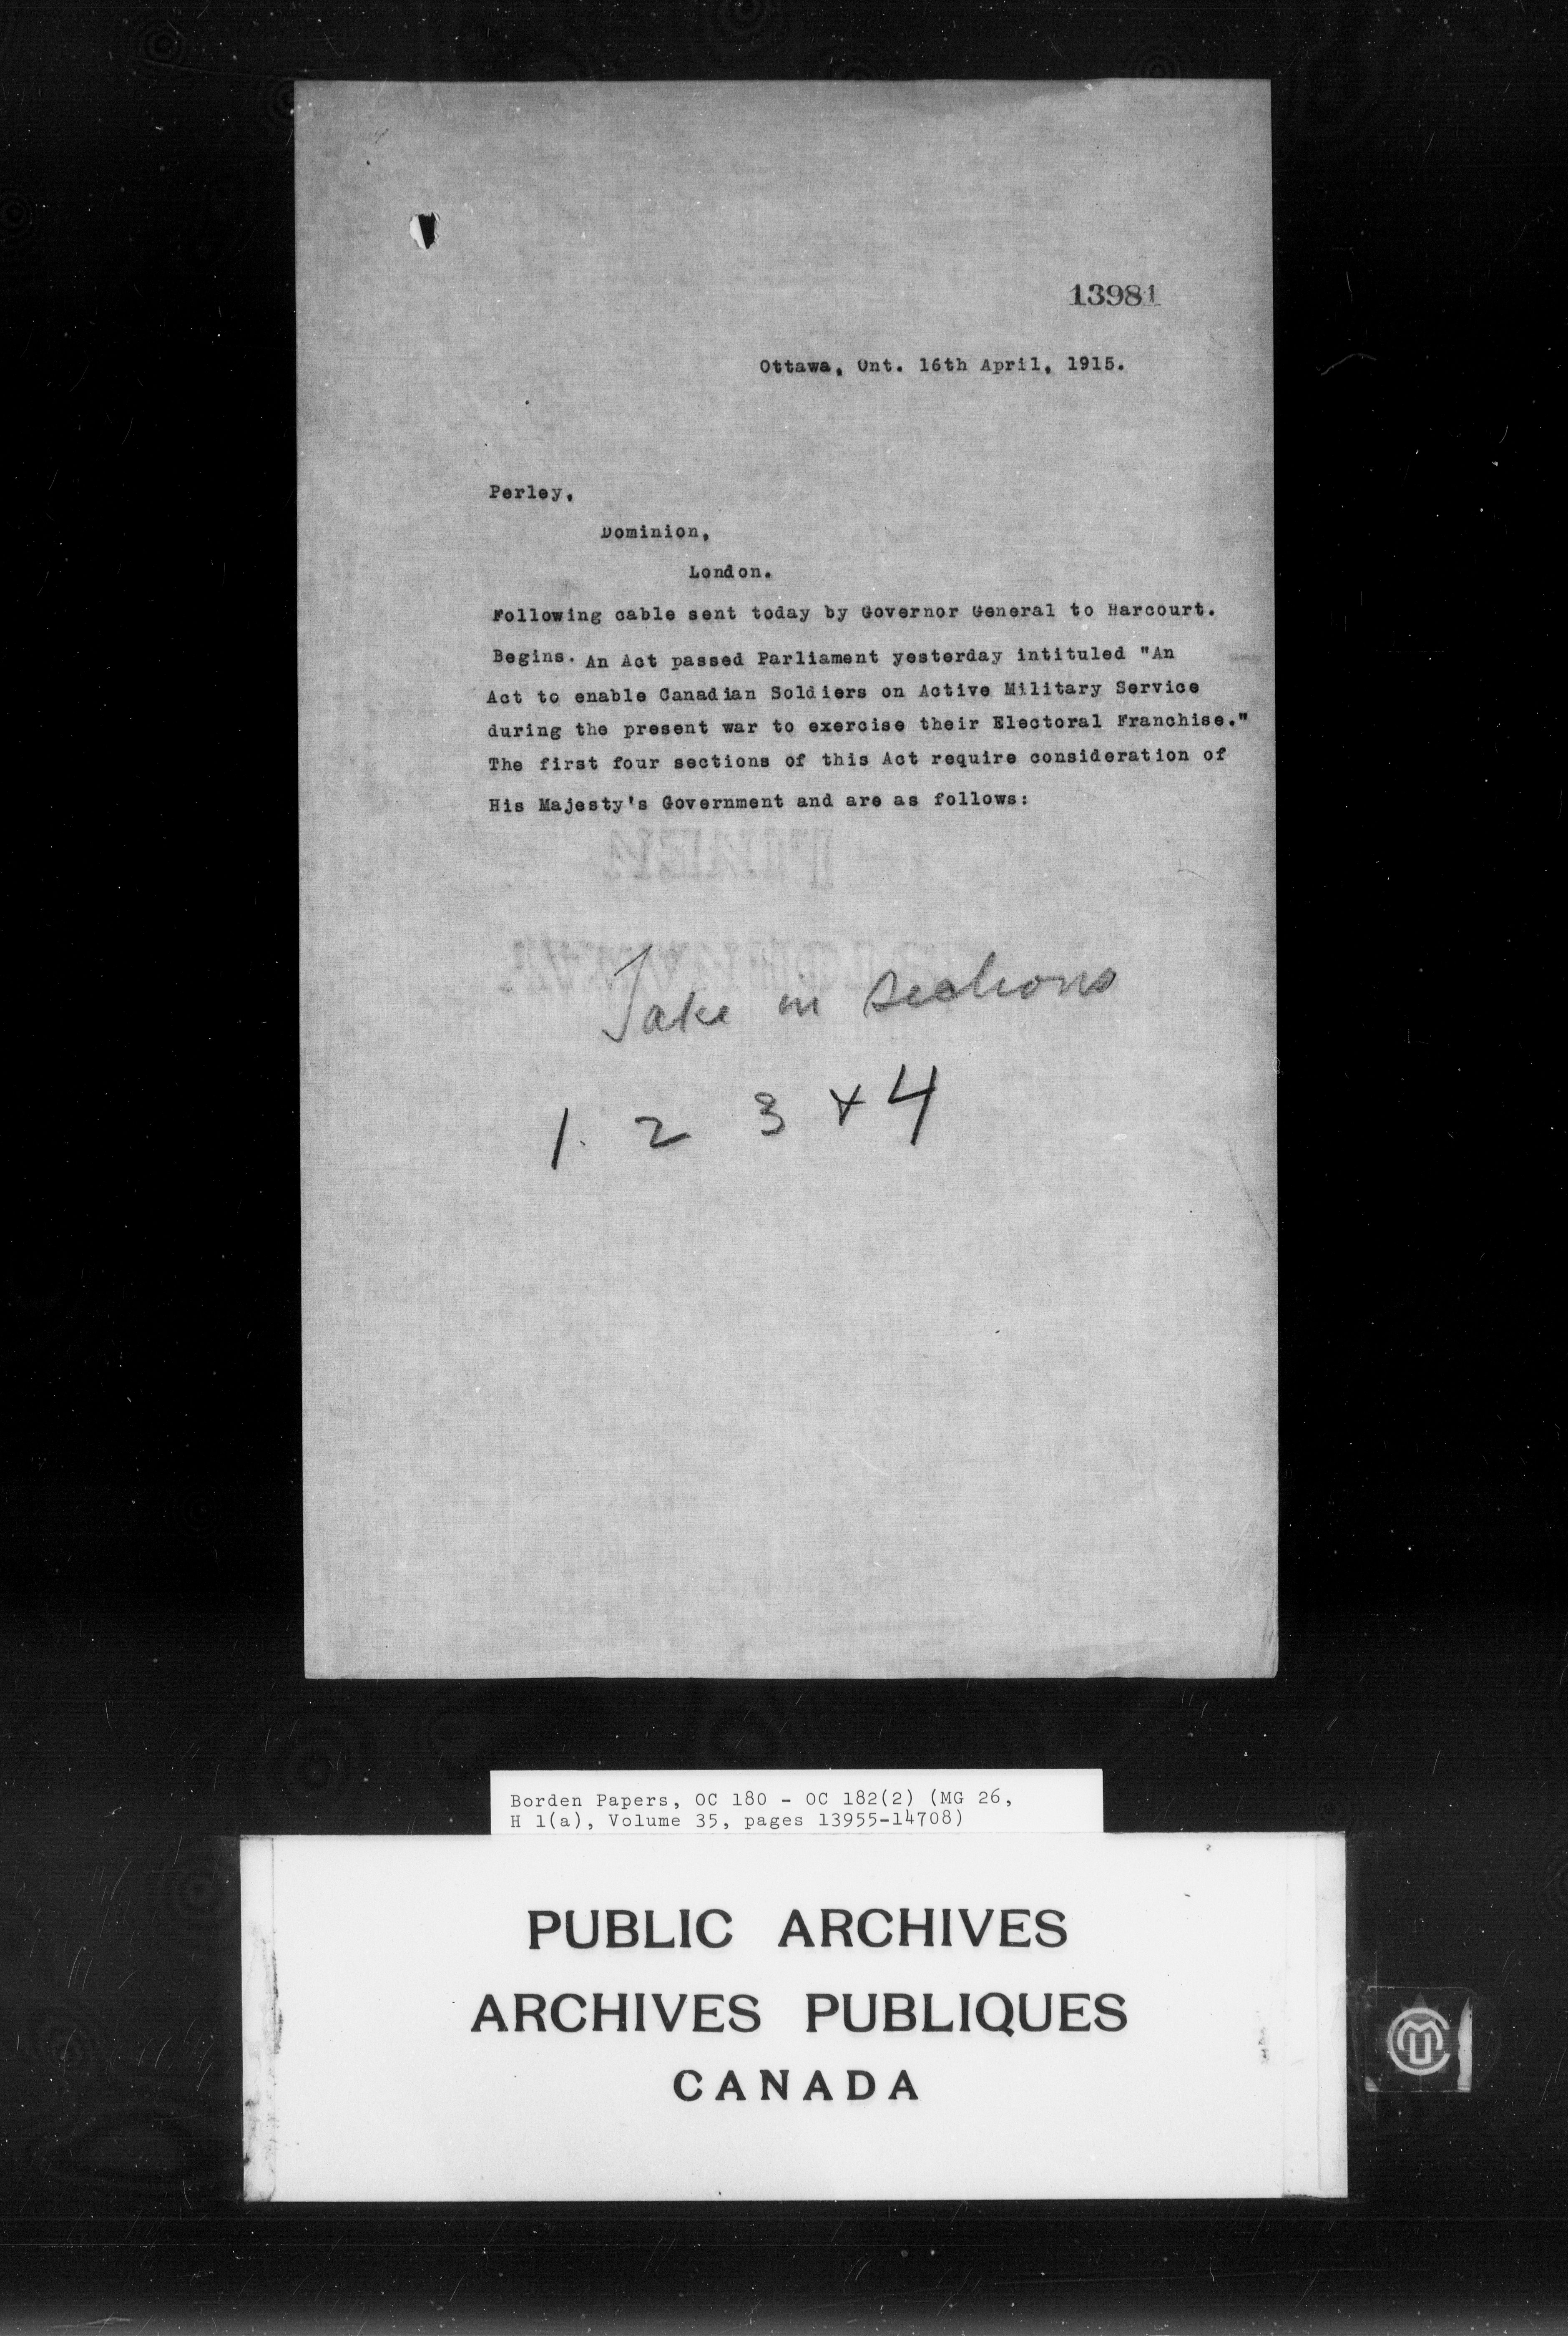 13981
Ottawa, Ont. 16th April, 1915.
Perley,
Dominion,
London.
Following cable sent today by Governor General to Harcourt.
Begins. An Act passed Parliament yesterday intituled "An
Act to enable Canadian Soldiers on Active Military Service
during the present war to exercise their Electoral Franchise."
The first four sections of this Act require consideration of
His Majesty's Government and are as follows:
Take in sections
1. 2 3 + 4
Borden Papers, OC 180 - OC 182(2) (MG 26,
H 1(a), Volume 35, pages 13955-14708)
PUBLIC ARCHIVES
ARCHIVES PUBLIQUES
CANADA